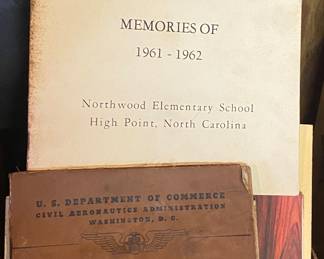 MEMORIES OF
1961 - 1962
Northwood Elementary School
High Point, North Carolina
U. S. DEPARTMENT OF COMMERCE
CIVIL AERONAUTICS ADMINISTRATION
WASHINGTON, D. C.